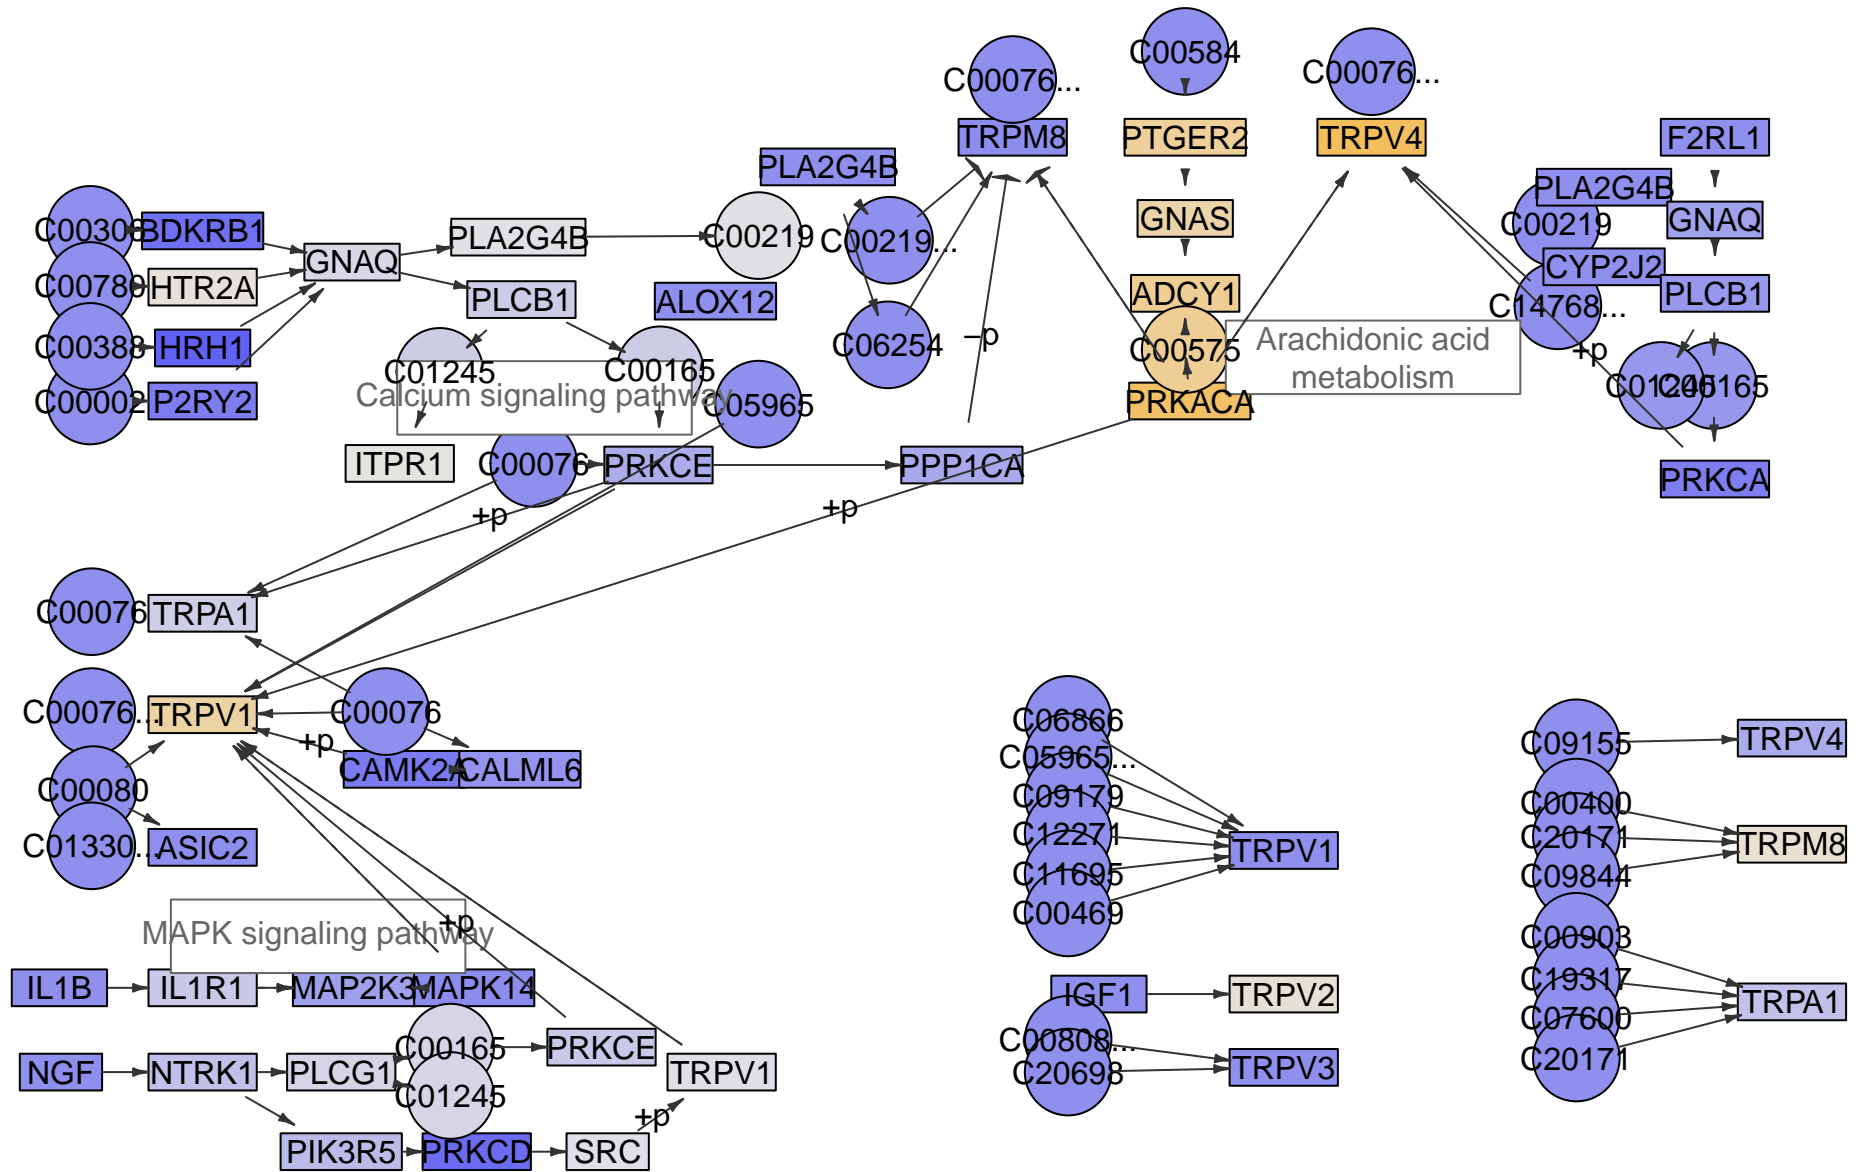 C00584
C00076...
C00076...
TRPM8
PTGER2
TRPV4
F2RL1
PLA2G4B
PLA2G4B
C00219
GNAS
GNAQ
C00308
BDKRB1
PLA2G4B
C00219
C00219...
GNAQ
CYP2J2
C00780
HTR2A
PLCB1
ALOX12
ADCY1
C14768...
PLCB1
C00388
HRH1
C06254
–p
C00575
Arachidonic acid
metabolism
+p
C01245
C00165
Calcium signaling pathway
C00002
P2RY2
C05965
PRKACA
C01245
C00165
ITPR1
C00076
PRKCE
PPP1CA
PRKCA
+p
+p
C00076
TRPA1
C00076...
TRPV1
C00076
+p
CAMK2A
CALML6
C00080
C01330...
ASIC2
C06866
C05965...
C09179
C12271
C11695
C00469
TRPV1
C09155
TRPV4
C00400
C20171
C09844
TRPM8
MAPK signaling pathway
+p
IL1B
IL1R1
MAP2K3
MAPK14
IGF1
TRPV2
C00903
C19317
C07600
C20171
TRPA1
C00165
PRKCE
C00808...
C20698
TRPV3
NGF
NTRK1
PLCG1
C01245
TRPV1
+p
PIK3R5
PRKCD
SRC